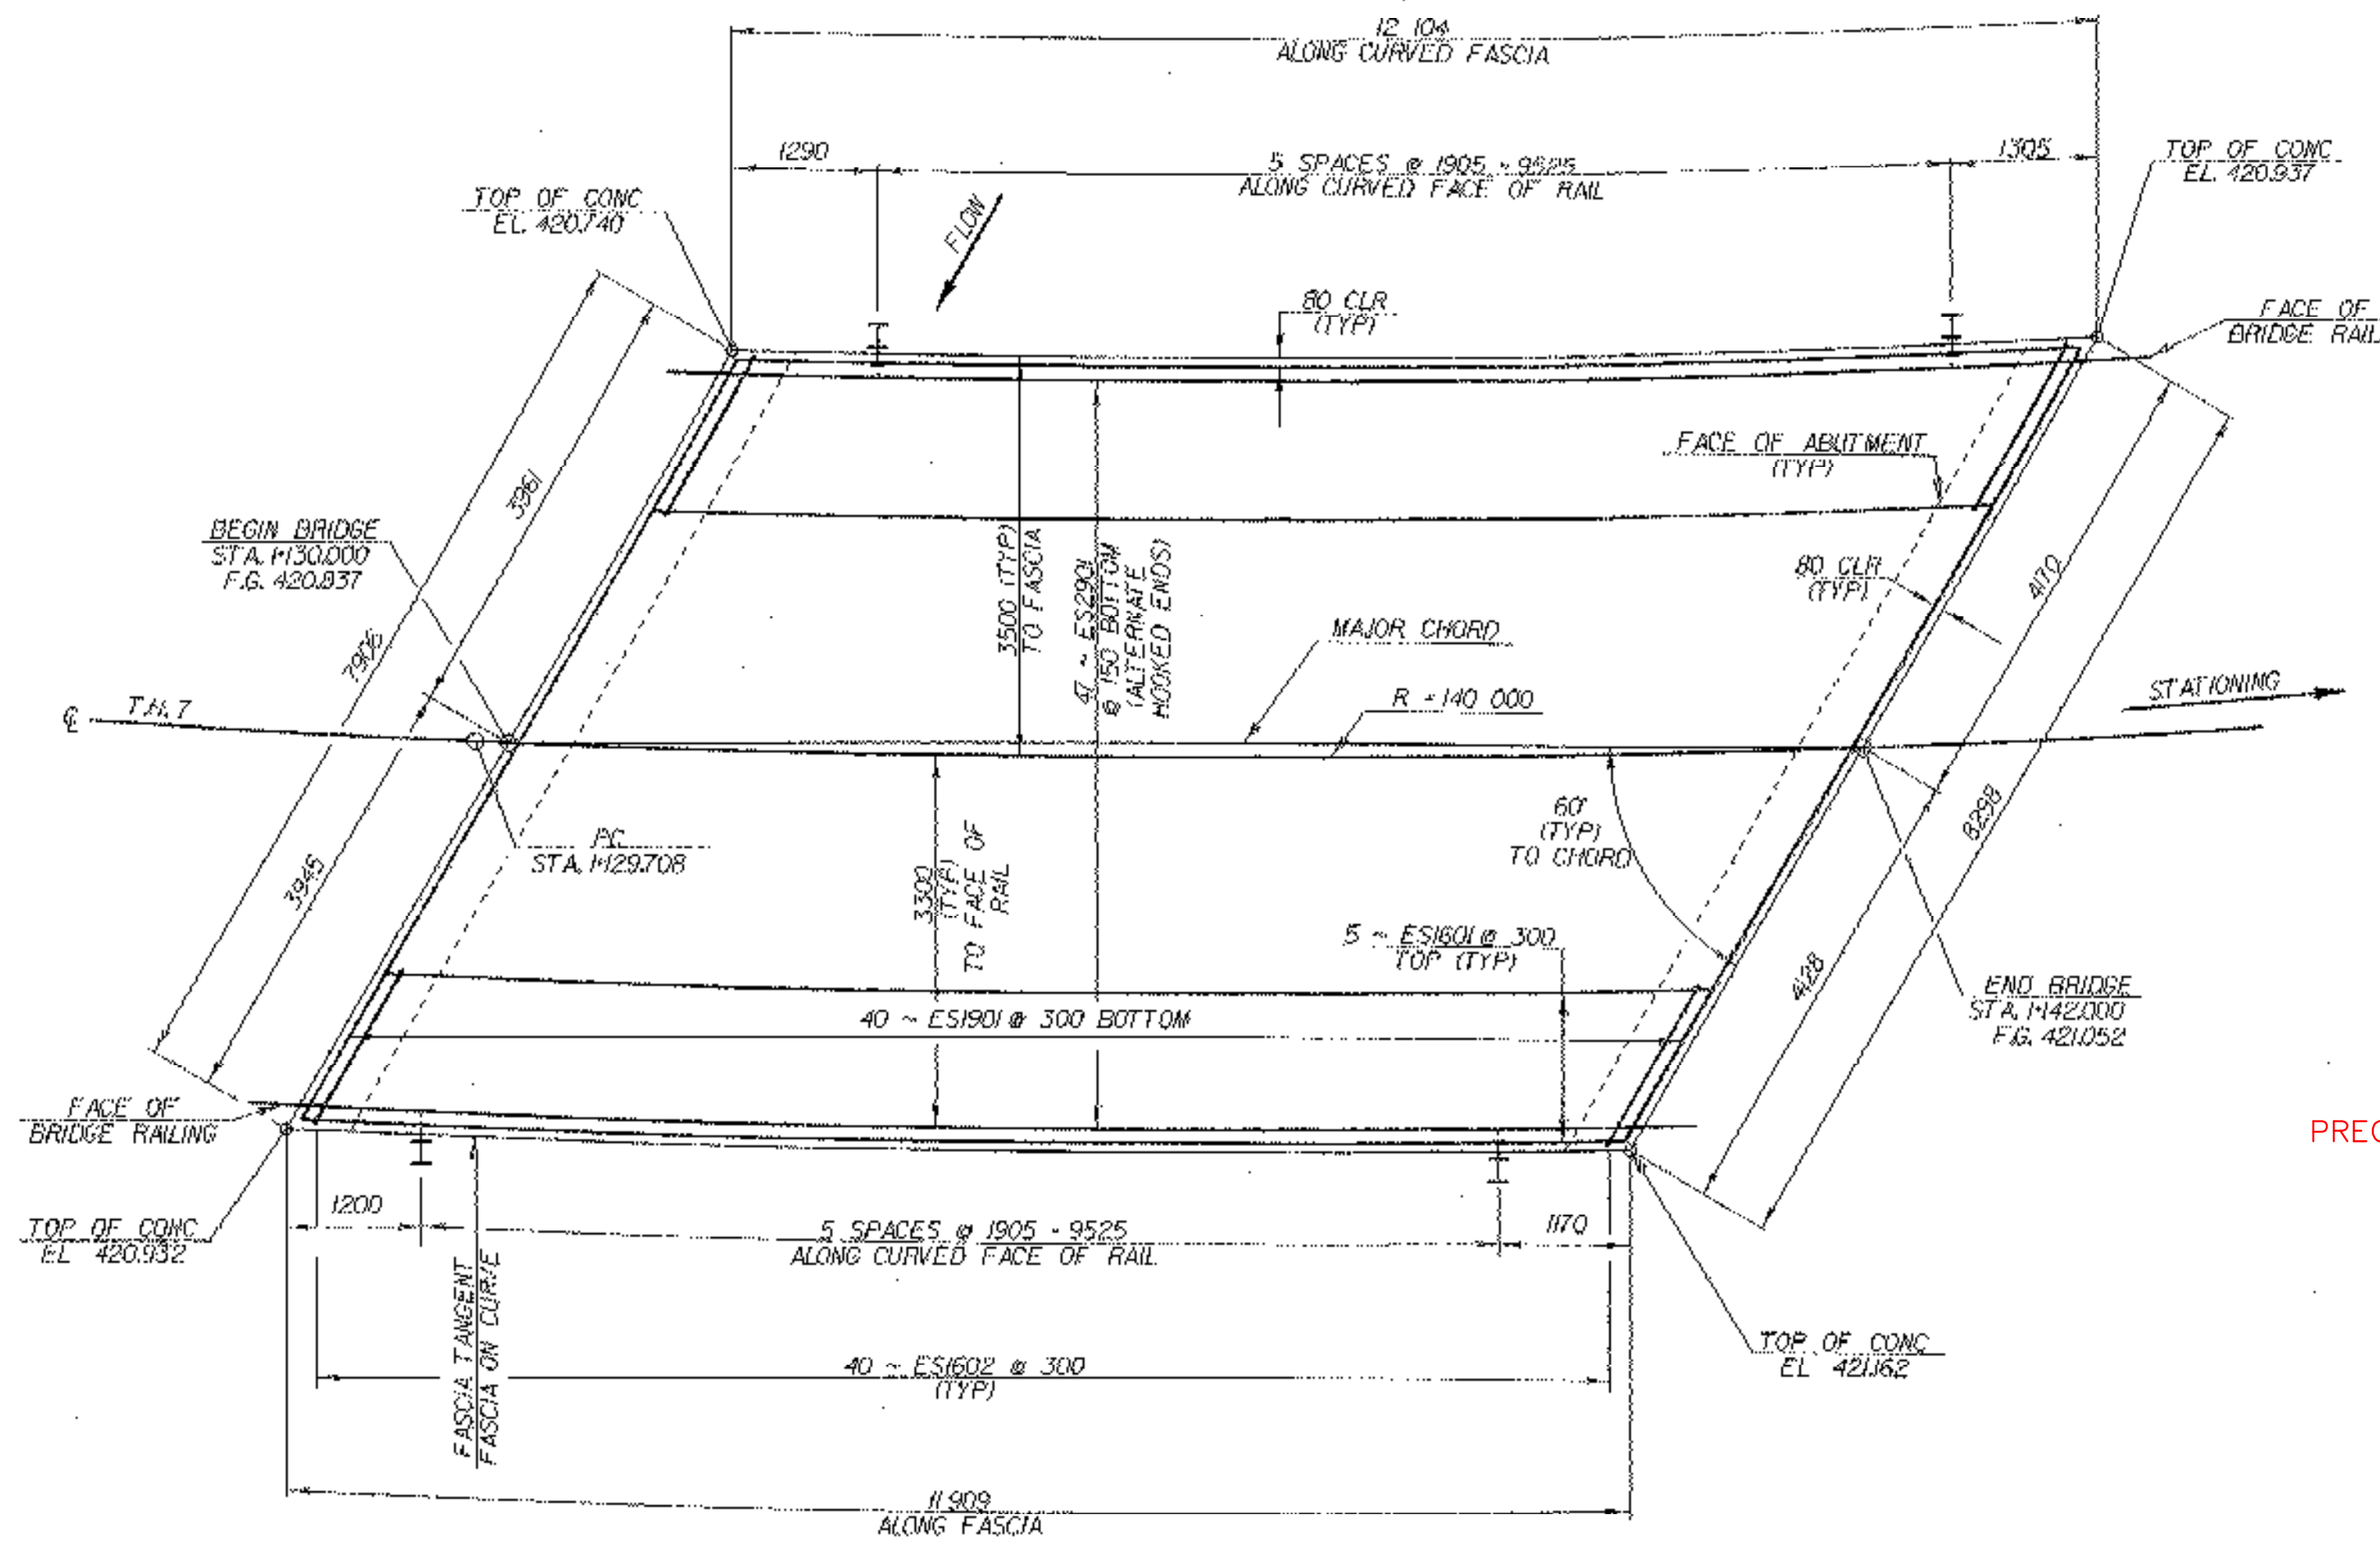 12 104
ALONG CURVED FASCIA
1290
5 SPACES @ 1905 = 9525
ALONG CURVED FACE OF RAIL
1305
TOP OF CONC
EL. 420.937
TOP OF CONC
EL. 420.740
FLOW
80 CLR
(TYP)
FACE OF
BRIDGE RAIL
FACE OF ABUTMENT
(TYP)
3961
BEGIN BRIDGE
STA. 1+130.000
F.G. 420.837
3500 (TYP)
TO FASCIA
47 ~ ES2901
@ 150 BOTTOM
(ALTERNATE
HOOKED ENDS)
80 CLR
(TYP)
4170
7906
MAJOR CHORD
R = 140 000
STATIONING
℄ T.H. 7
PC
STA. 1+129.708
3945
3300
(TYP)
TO FACE OF
RAIL
60°
(TYP)
TO CHORD
8298
5 ~ ES1601 @ 300
TOP (TYP)
4128
END BRIDGE
STA. 1+142.000
F.G. 421.052
40 ~ ES1901 @ 300 BOTTOM
FACE OF
BRIDGE RAILING
TOP OF CONC
EL 420.932
1200
5 SPACES @ 1905 = 9525
ALONG CURVED FACE OF RAIL
1170
FASCIA TANGENT
FASCIA ON CURVE
40 ~ ES1602 @ 300
(TYP)
TOP OF CONC
EL 421.162
11 909
ALONG FASCIA